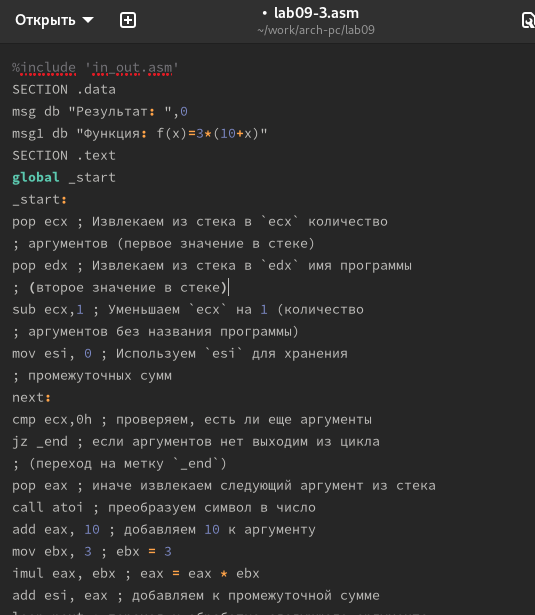 Открыть
• lab09-3.asm
~/work/arch-pc/lab09
%include 'in_out.asm'
SECTION .data
msg db "Результат: ",0
msg1 db "Функция: f(x)=3*(10+x)"
SECTION .text
global _start
_start:
pop ecx ; Извлекаем из стека в `ecx` количество
; аргументов (первое значение в стеке)
pop edx ; Извлекаем из стека в `edx` имя программы
; (второе значение в стеке)
sub ecx,1 ; Уменьшаем `ecx` на 1 (количество
; аргументов без названия программы)
mov esi, 0 ; Используем `esi` для хранения
; промежуточных сумм
next:
cmp ecx,0h ; проверяем, есть ли еще аргументы
jz _end ; если аргументов нет выходим из цикла
; (переход на метку `_end`)
pop eax ; иначе извлекаем следующий аргумент из стека
call atoi ; преобразуем символ в число
add eax, 10 ; добавляем 10 к аргументу
mov ebx, 3 ; ebx = 3
imul eax, ebx ; eax = eax * ebx
add esi, eax ; добавляем к промежуточной сумме